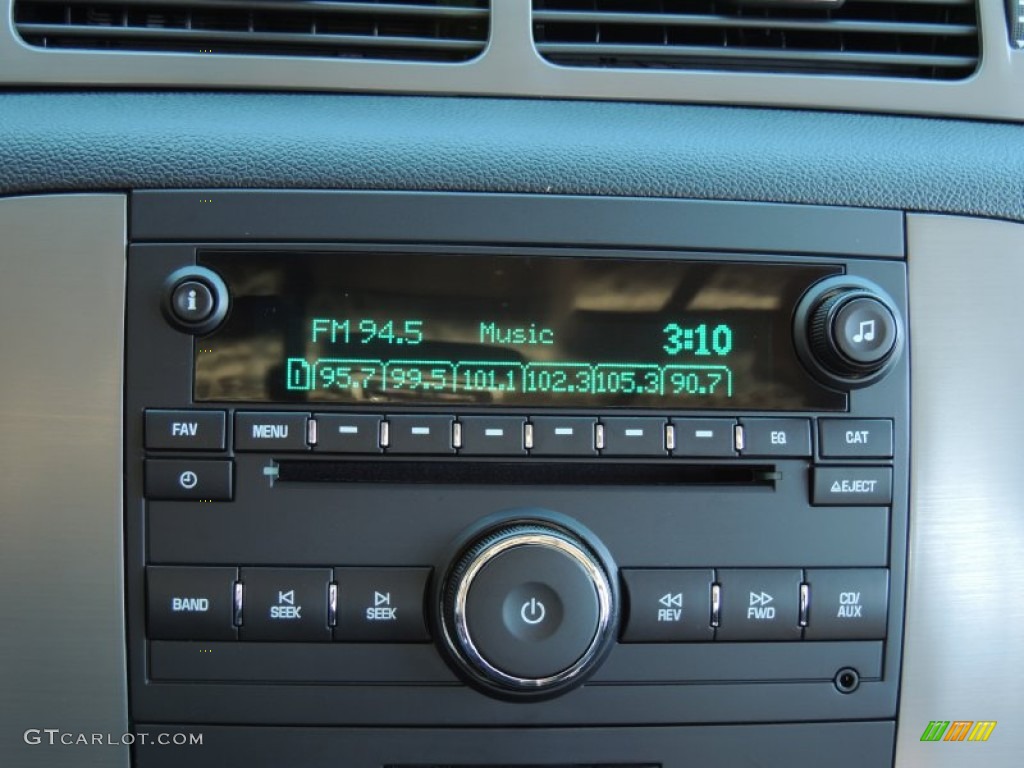 FM 94.5 Music 3:10
1 95.7 99.5 101.1 102.3 105.3 90.7
FAV MENU EQ CAT
EJECT
BAND SEEK SEEK REV FWD CD/
AUX
GTCARLOT.COM